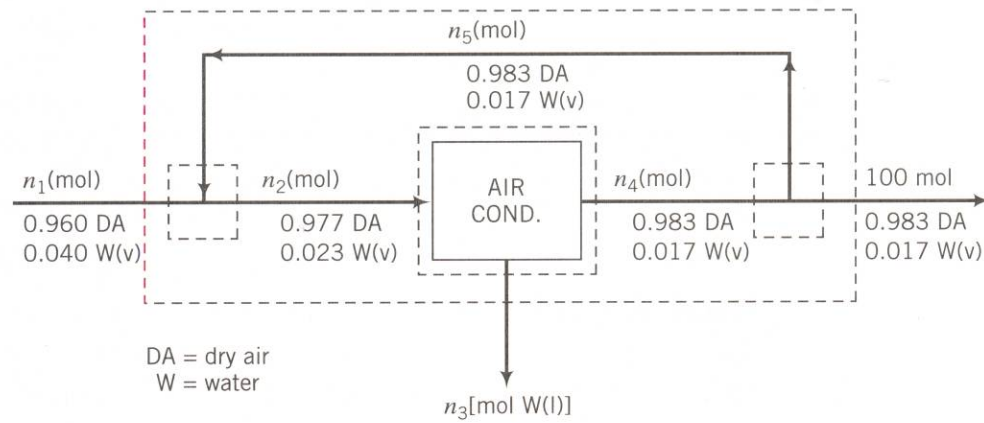 n5(mol)
0.983 DA
0.017 W(v)
n1(mol)
0.960 DA
0.040 W(v)
n2(mol)
0.977 DA
0.023 W(v)
AIR
COND.
n4(mol)
0.983 DA
0.017 W(v)
100 mol
0.983 DA
0.017 W(v)
DA = dry air
W = water
n3[mol W(l)]